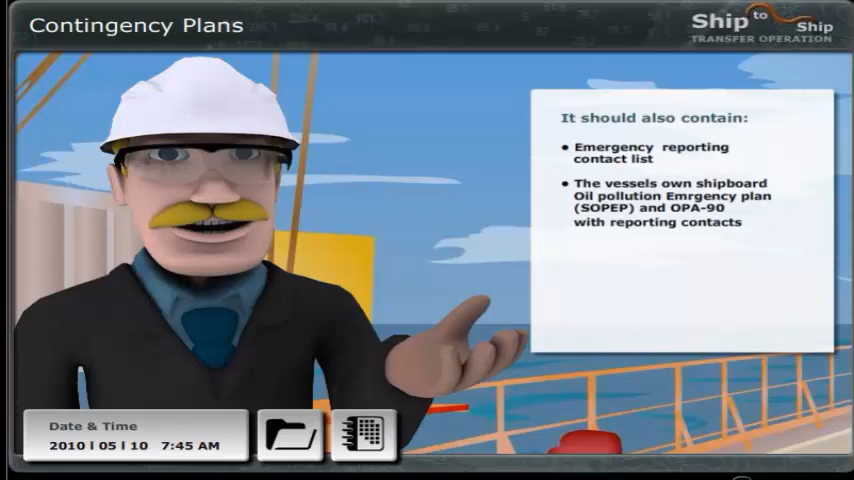 Contingency Plans
Ship to Ship
TRANSFER OPERATION
It should also contain:
• Emergency reporting
contact list
• The vessels own shipboard
Oil pollution Emrgency plan
(SOPEP) and OPA-90
with reporting contacts
Date & Time
2010 | 05 | 10 7:45 AM